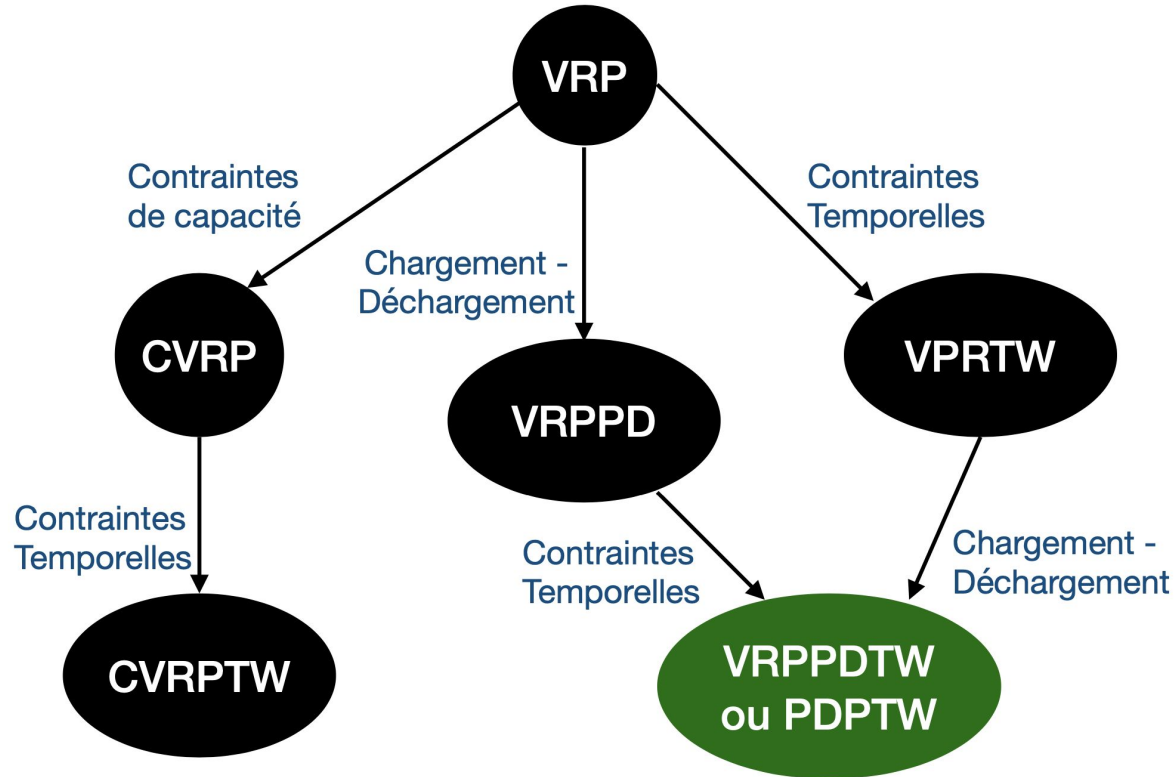 VRP
Contraintes
de capacité
Contraintes
Temporelles
Chargement -
Déchargement
CVRP
VRPPD
VPRTW
Contraintes
Temporelles
Contraintes
Temporelles
Chargement -
Déchargement
CVRPTW
VRPPDTW
ou PDPTW